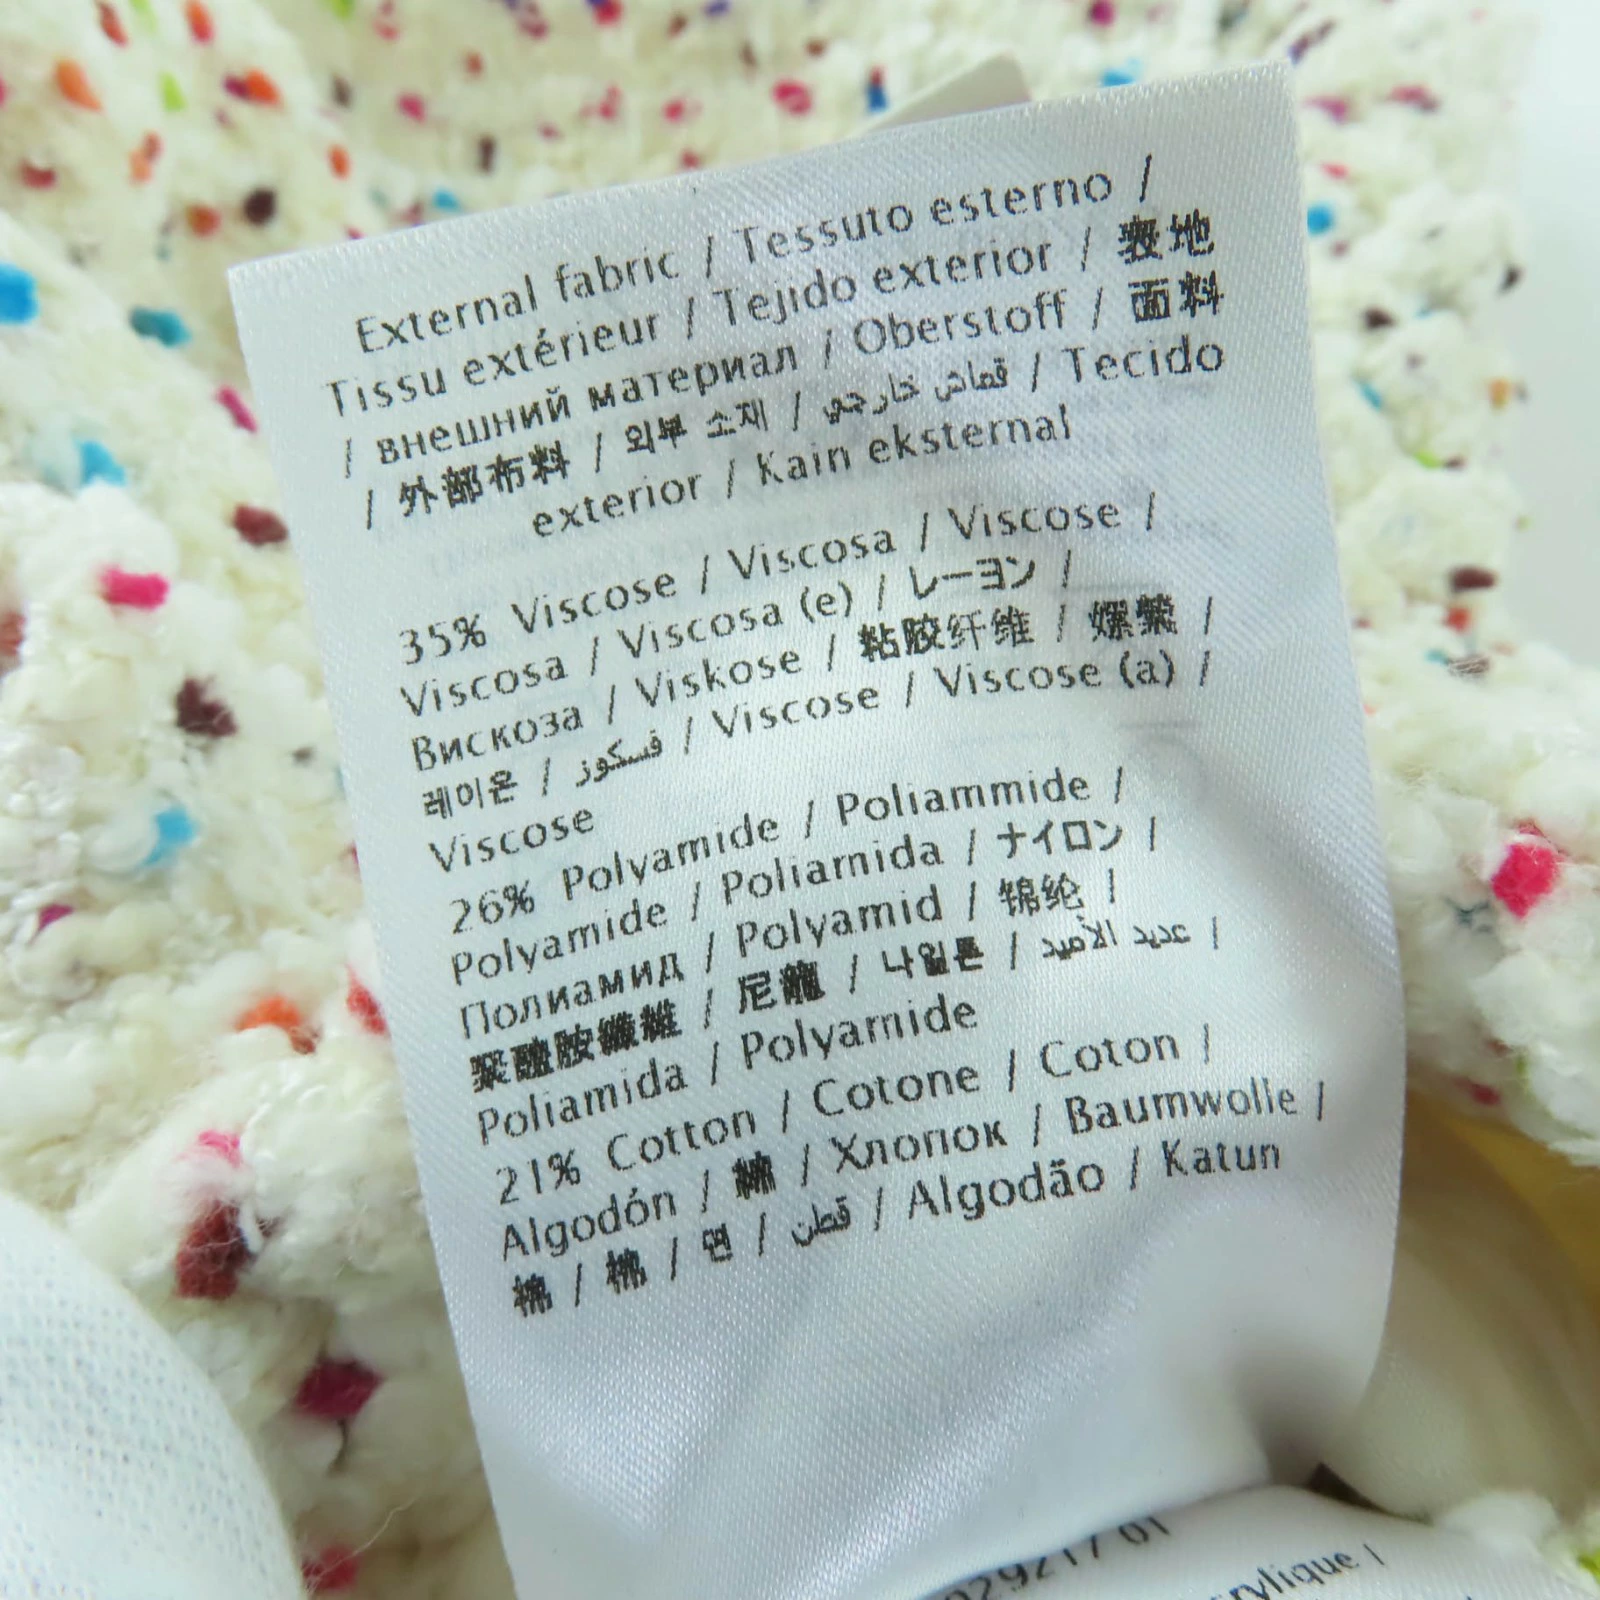 External fabric / Tessuto esterno /
Tissu extérieur / Tejido exterior / 表地
/ внешний материал / Oberstoff / 面料
/ 外部布料 / 외부 소재 / قماش خارجي / Tecido
exterior / Kain eksternal
35% Viscose / Viscosa / Viscose /
Viscosa / Viscosa (e) / レーヨン /
Вискоза / Viskose / 粘胶纤维 / 嫘縈 /
레이온 / فسكوز / Viscose / Viscose (a) /
Viscose
26% Polyamide / Poliammide /
Polyamide / Poliamida / ナイロン /
Полиамид / Polyamid / 锦纶 /
聚醯胺纖維 / 尼龍 / 나일론 / عديد الأميد /
Poliamida / Polyamide
21% Cotton / Cotone / Coton /
Algodón / 綿 / Хлопок / Baumwolle /
棉 / 棉 / 면 / قطن / Algodão / Katun
029217 01
crylique /